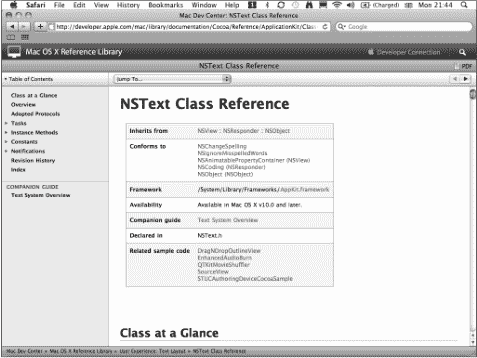 Safari File Edit View History Bookmarks Window Help (Charged) Mon 21:44
Mac Dev Center: NSText Class Reference
http://developer.apple.com/mac/library/documentation/Cocoa/Reference/ApplicationKit/Clas
Google
Mac OS X Reference Library
Developer Connection
NSText Class Reference
PDF
Table of Contents
Jump To...
Class at a Glance
Overview
Adopted Protocols
Tasks
Instance Methods
Constants
Notifications
Revision History
Index
COMPANION GUIDE
Text System Overview
NSText Class Reference
Inherits from NSView : NSResponder : NSObject
Conforms to NSChangeSpelling
NSIgnoreMisspelledWords
NSAnimatablePropertyContainer (NSView)
NSCoding (NSResponder)
NSObject (NSObject)
Framework /System/Library/Frameworks/AppKit.framework
Availability Available in Mac OS X v10.0 and later.
Companion guide Text System Overview
Declared in NSText.h
Related sample code DragNDropOutlineView
EnhancedAudioBurn
QTKitMovieShuffler
SourceView
STUCAuthoringDeviceCocoaSample
Class at a Glance
Mac Dev Center ▸ Mac OS X Reference Library ▸ User Experience: Text Layout ▸ NSText Class Reference